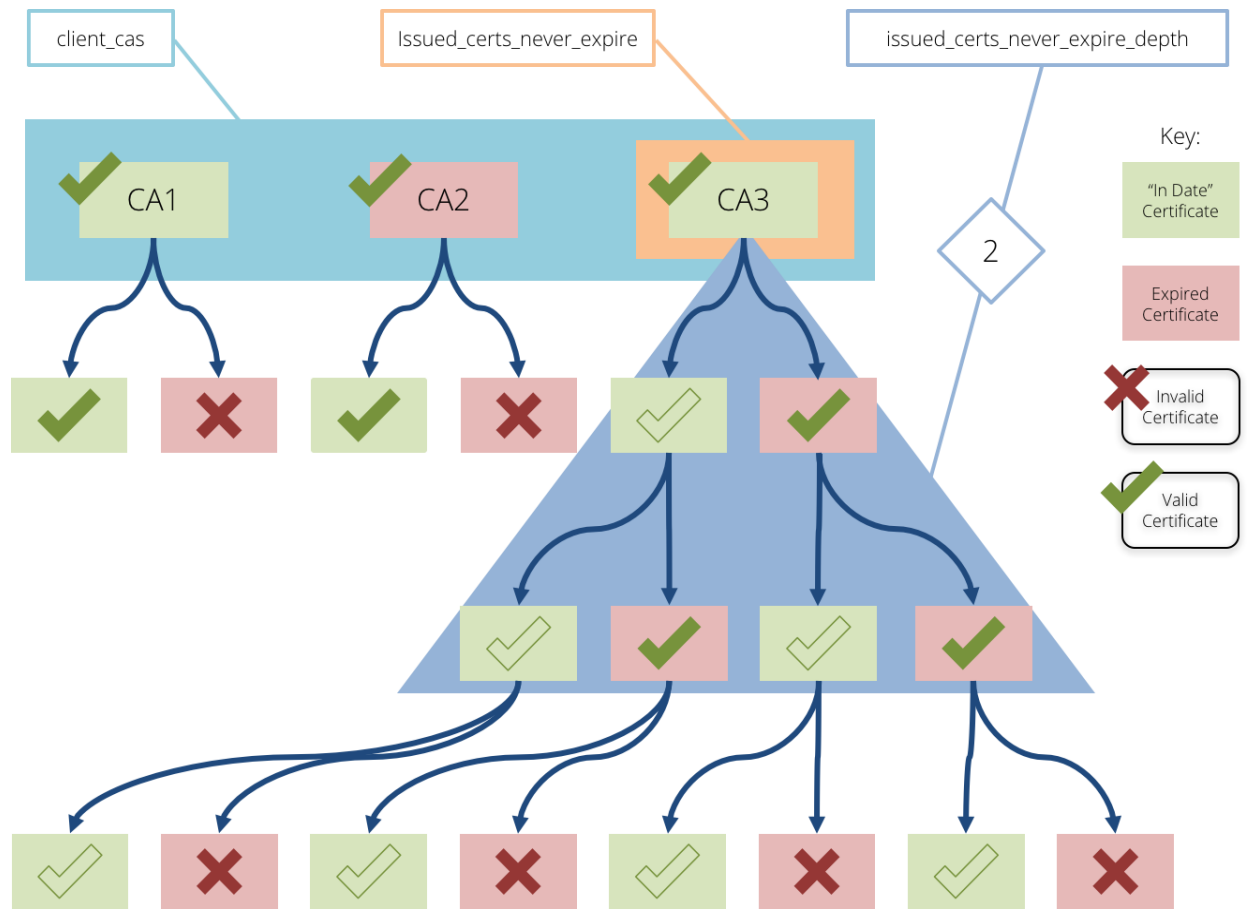 client_cas
Issued_certs_never_expire
issued_certs_never_expire_depth
CA1
CA2
CA3
2
Key:
“In Date”
Certificate
Expired
Certificate
Invalid
Certificate
Valid
Certificate